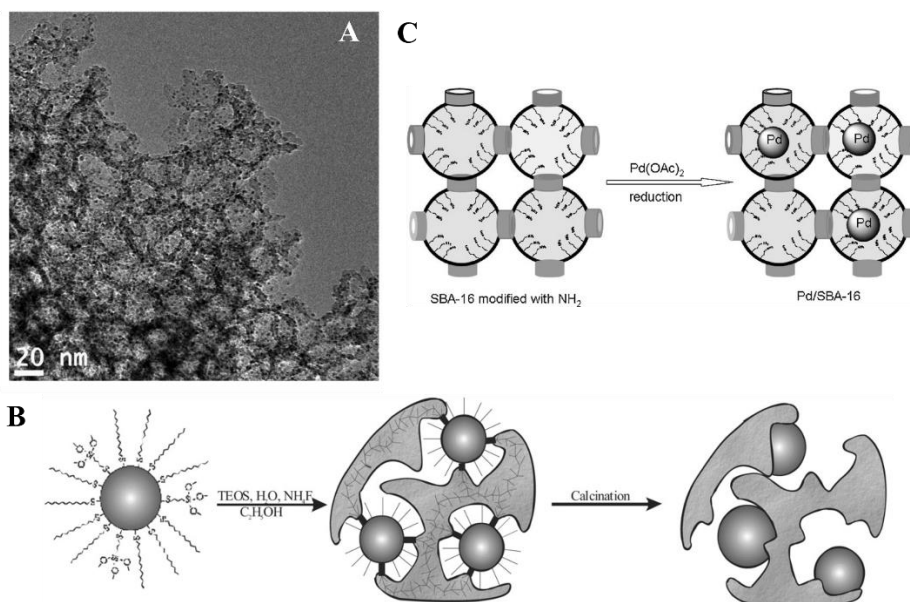 A
20 nm
C
Pd(OAc)₂
reduction
Pd
Pd
Pd
SBA-16 modified with NH₂
Pd/SBA-16
B
TEOS, H₂O, NH₄F,
C₂H₅OH
Calcination